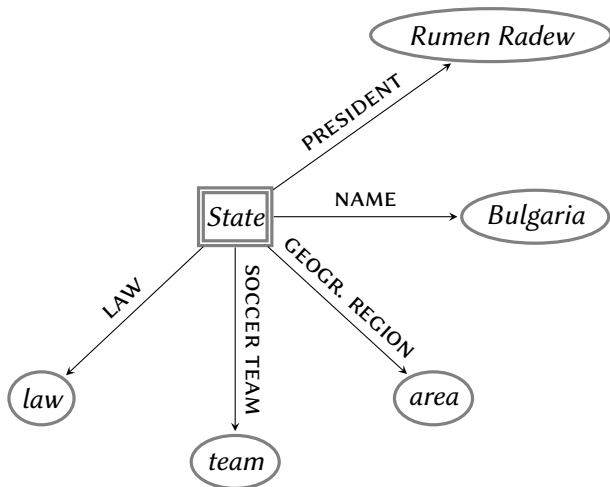 Rumen Radew
PRESIDENT
State
NAME
Bulgaria
LAW
SOCCER TEAM
GEOGR. REGION
law
area
team